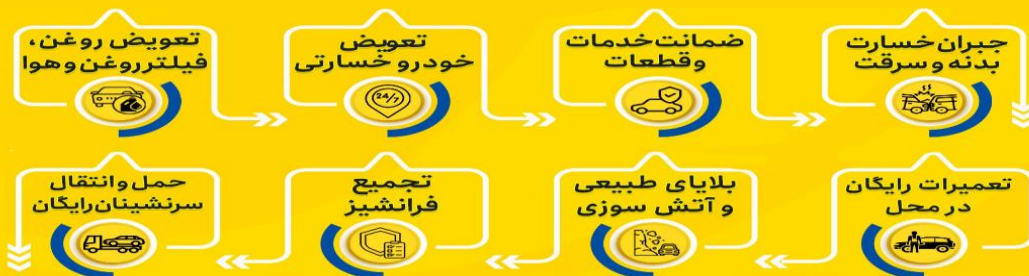 جبران خسارت
بدنه و سرقت
ضمانت خدمات
و قطعات
تعویض
خودرو خسارتی
24/7
تعویض روغن،
فیلتر روغن و هوا
تعمیرات رایگان
در محل
بلایای طبیعی
و آتش سوزی
تجمیع
فرانشیز
حمل و انتقال
سرنشینان رایگان